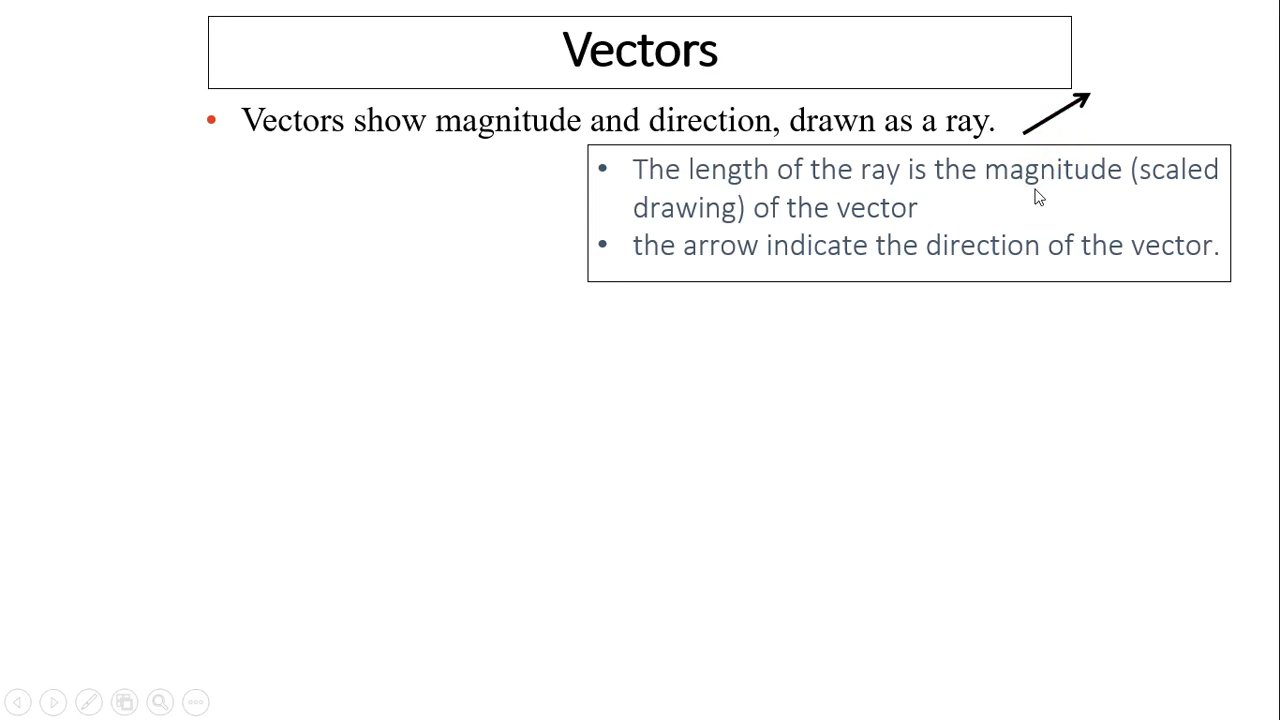 Vectors
• Vectors show magnitude and direction, drawn as a ray.
• The length of the ray is the magnitude (scaled
drawing) of the vector
• the arrow indicate the direction of the vector.